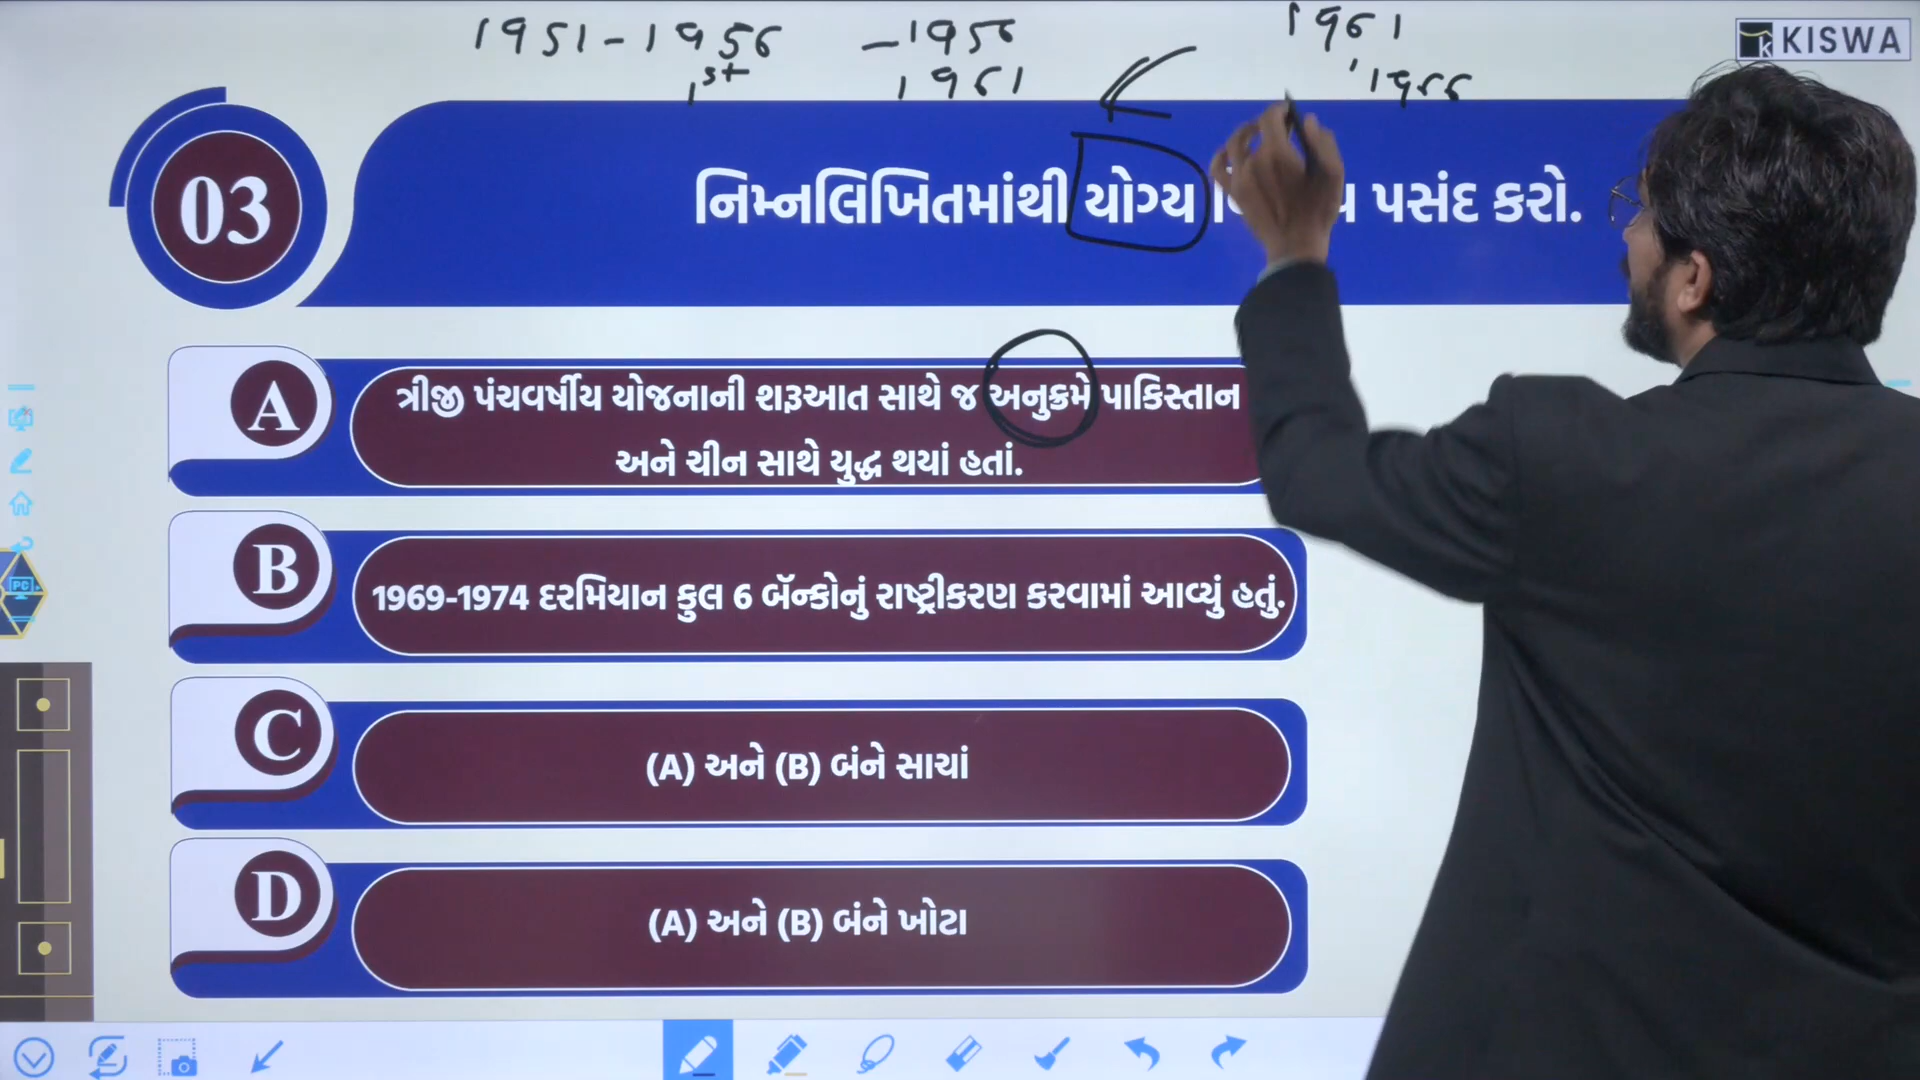 1951-1956 -1956 1961
1st 1961 1966
KISWA
03
નિમ્નલિખિતમાંથી યોગ્ય પસંદ કરો.
A
ત્રીજી પંચવર્ષીય યોજનાની શરૂઆત સાથે જ અનુક્રમે પાકિસ્તાન
અને ચીન સાથે યુદ્ધ થયાં હતાં.
B
1969-1974 દરમિયાન કુલ 6 બૅન્કોનું રાષ્ટ્રીકરણ કરવામાં આવ્યું હતું.
C
(A) અને (B) બંને સાચાં
D
(A) અને (B) બંને ખોટા
PC